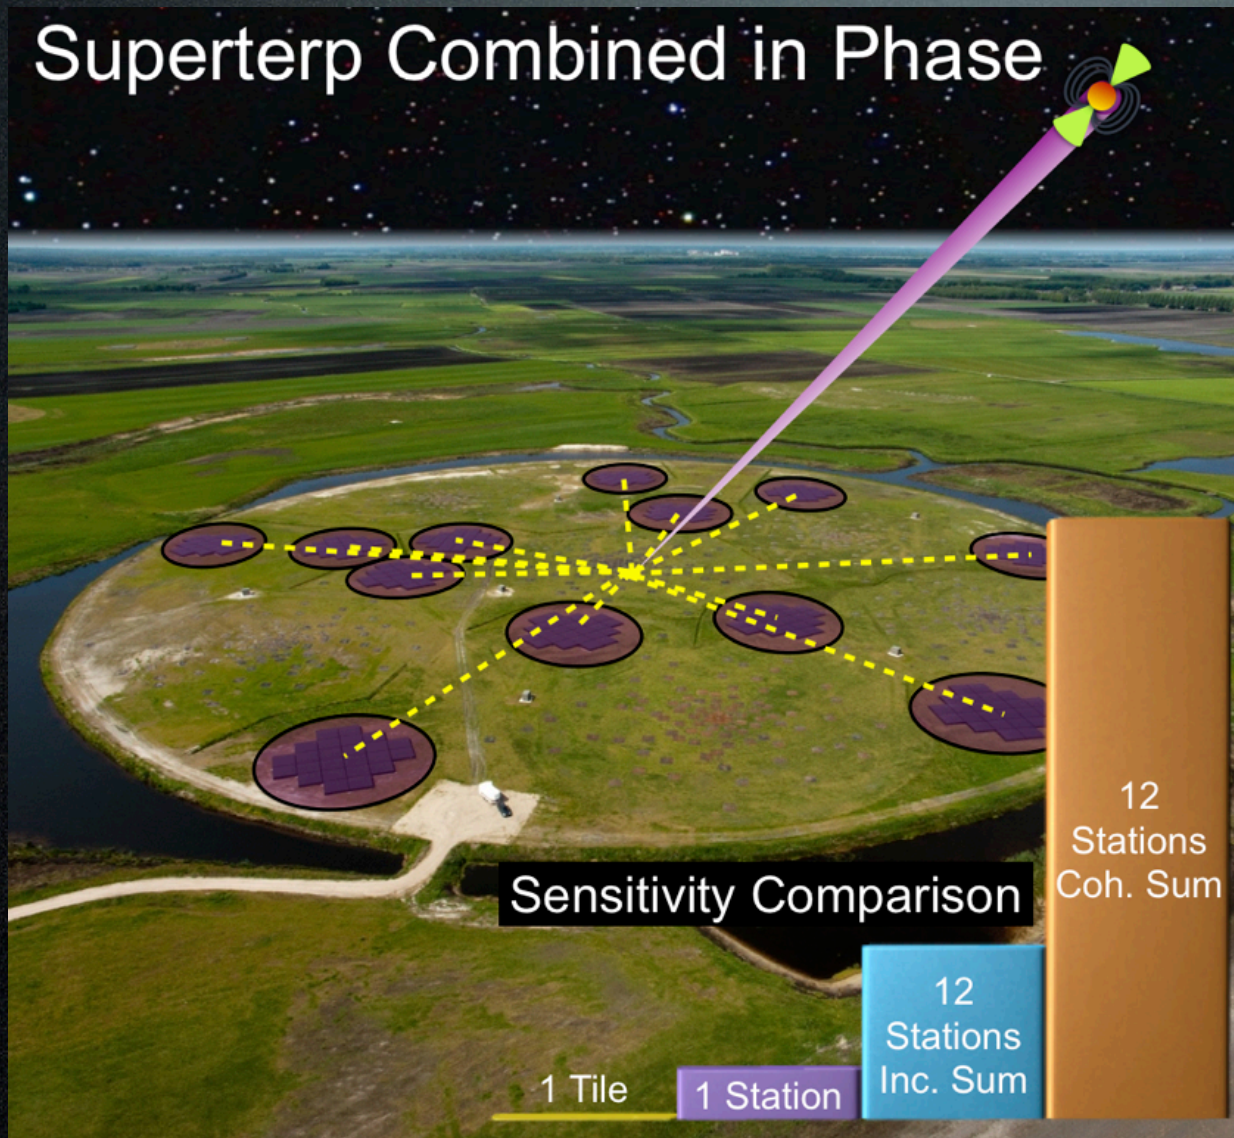 Superterp Combined in Phase
Sensitivity Comparison
1 Tile
1 Station
12
Stations
Inc. Sum
12
Stations
Coh. Sum